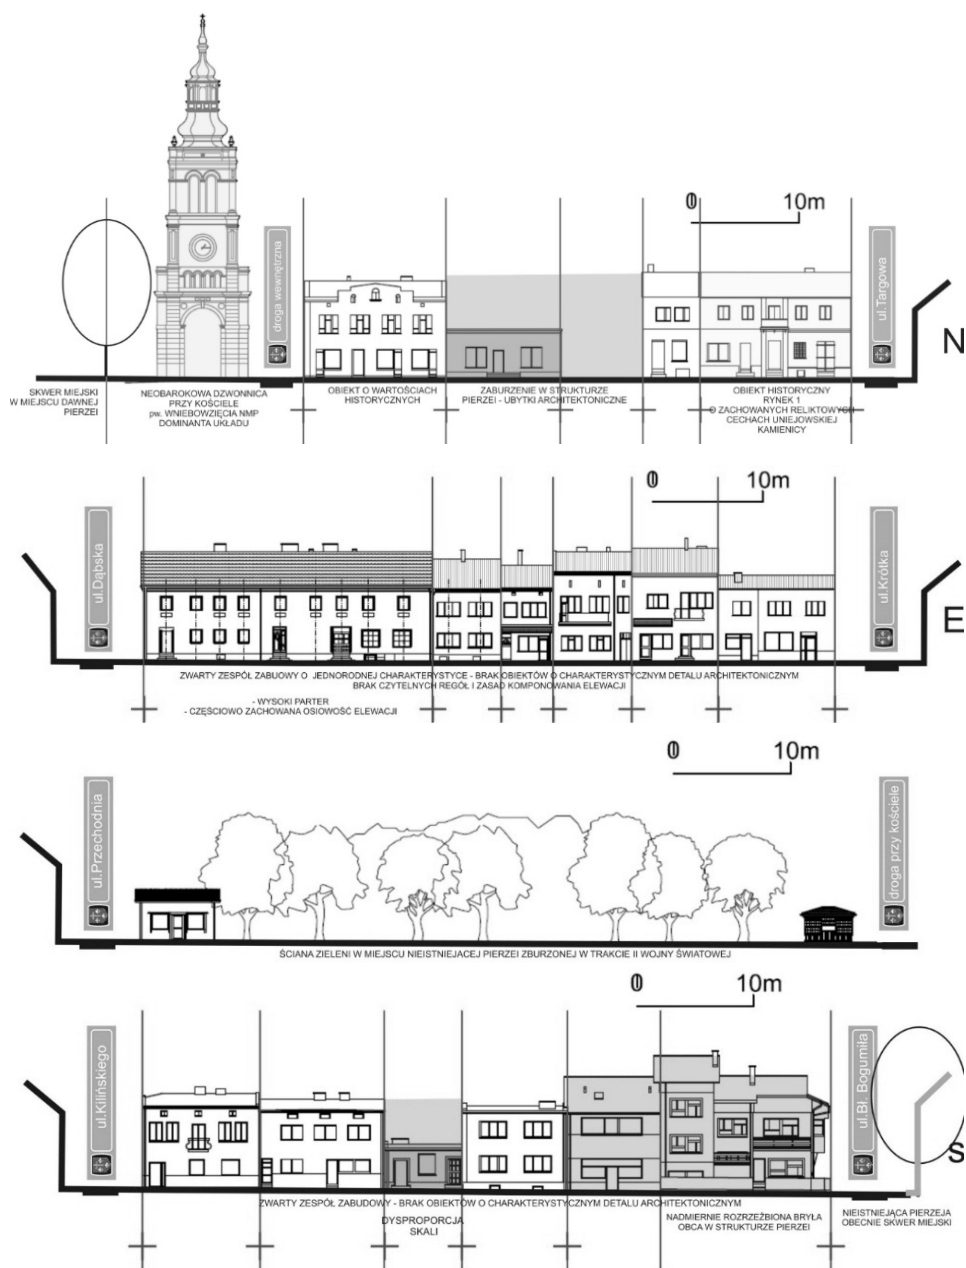 0 10m
droga wewnętrzna
ul.Targowa
N
SKWER MIEJSKI
W MIEJSCU DAWNEJ
PIERZEI
NEOBAROKOWA DZWONNICA
PRZY KOŚCIELE
pw. WNIEBOWZIĘCIA NMP
DOMINANTA UKŁADU
OBIEKT O WARTOŚCIACH
HISTORYCZNYCH
ZABURZENIE W STRUKTURZE
PIERZEI - UBYTKI ARCHITEKTONICZNE
OBIEKT HISTORYCZNY
RYNEK 1
O ZACHOWANYCH RELIKTOWYCH
CECHACH UNIEJOWSKIEJ
KAMIENICY
0 10m
ul.Dąbska
ul.Krótka
E
ZWARTY ZESPÓŁ ZABUOWY O JEDNORODNEJ CHARAKTERYSTYCE - BRAK OBIEKTÓW O CHARAKTERYSTYCZNYM DETALU ARCHITEKTONICZNYM
BRAK CZYTELNYCH REGÓŁ I ZASAD KOMPONOWANIA ELEWACJI
- WYSOKI PARTER
- CZĘŚCIOWO ZACHOWANA OSIOWOŚĆ ELEWACJI
0 10m
ul.Przechodnia
droga przy kościele
ŚCIANA ZIELENI W MIEJSCU NIEISTNIEJACEJ PIERZEI ZBURZONEJ W TRAKCIE II WOJNY ŚWIATOWEJ
0 10m
ul.Kilińskiego
ul.Bł. Bogumiła
S
ZWARTY ZESPÓŁ ZABUDOWY - BRAK OBIEKTÓW O CHARAKTERYSTYCZNYM DETALU ARCHITEKTONICZNYM
DYSPROPORCJA
SKALI
NADMIERNIE ROZRZEŹBIONA BRYŁA
OBCA W STRUKTURZE PIERZEI
NIEISTNIEJĄCA PIERZEJA
OBECNIE SKWER MIEJSKI